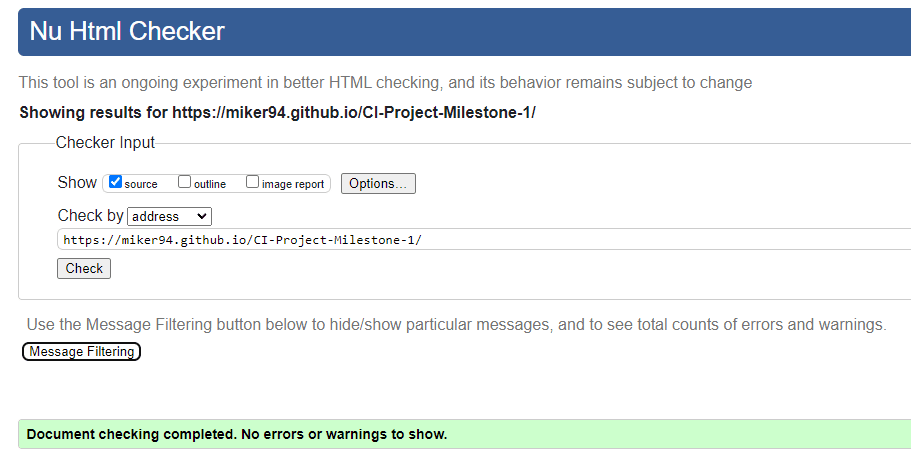 Nu Html Checker
This tool is an ongoing experiment in better HTML checking, and its behavior remains subject to change
Showing results for https://miker94.github.io/CI-Project-Milestone-1/
Checker Input
Show source outline image report Options...
Check by address
https://miker94.github.io/CI-Project-Milestone-1/
Check
Use the Message Filtering button below to hide/show particular messages, and to see total counts of errors and warnings.
Message Filtering
Document checking completed. No errors or warnings to show.